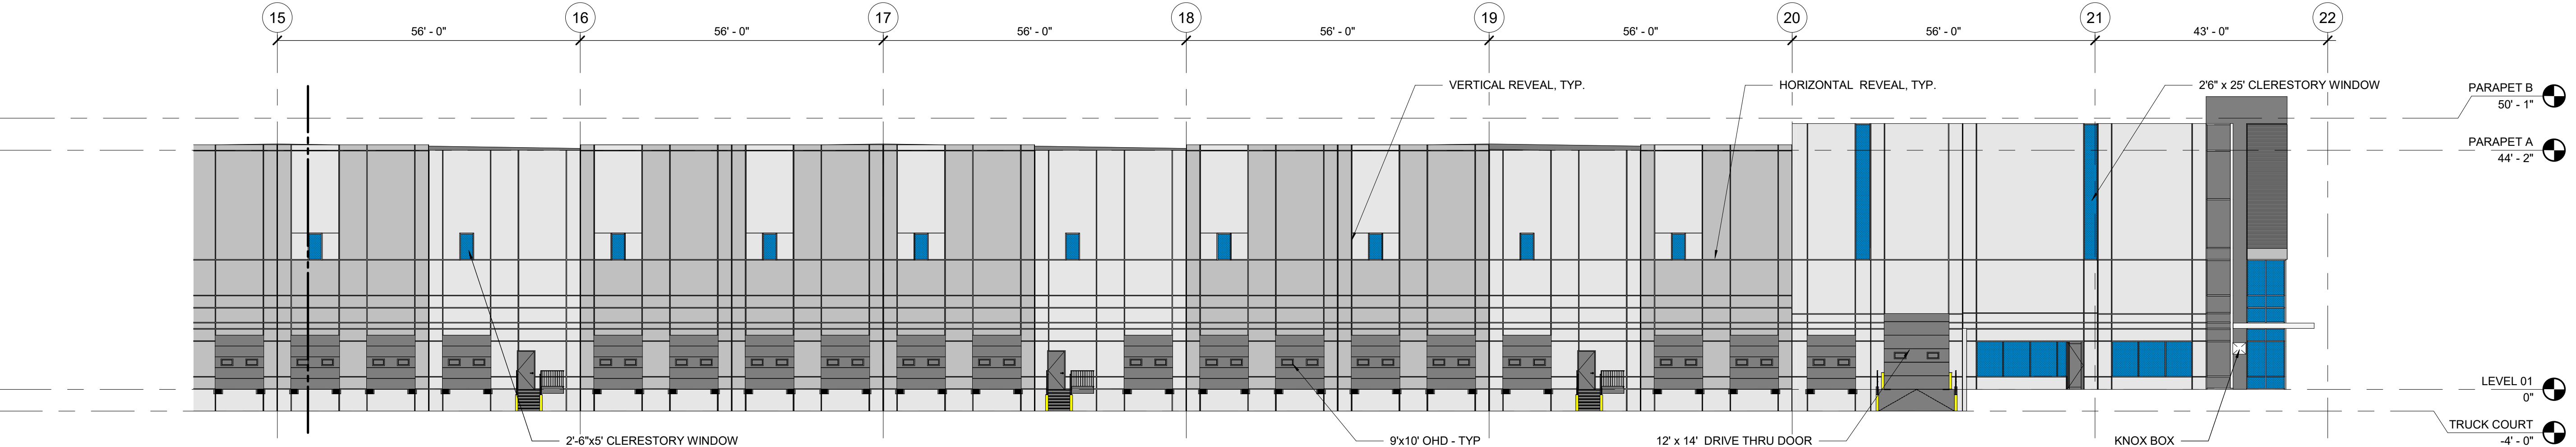 15 16 17 18 19 20 21 22
56' - 0" 56' - 0" 56' - 0" 56' - 0" 56' - 0" 56' - 0" 43' - 0"
VERTICAL REVEAL, TYP.
HORIZONTAL REVEAL, TYP.
2'6" x 25' CLERESTORY WINDOW
PARAPET B
50' - 1"
PARAPET A
44' - 2"
LEVEL 01
0"
TRUCK COURT
-4' - 0"
2'-6"x5' CLERESTORY WINDOW
9'x10' OHD - TYP
12' x 14' DRIVE THRU DOOR
KNOX BOX